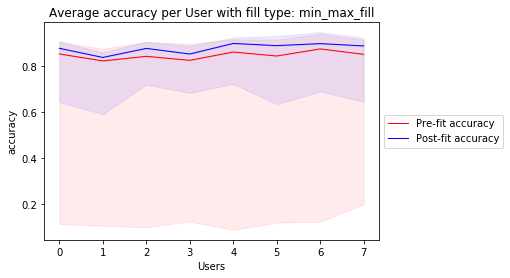 Average accuracy per User with fill type: min_max_fill
accuracy
0.8
0.6
0.4
0.2
0 1 2 3 4 5 6 7
Users
Pre-fit accuracy
Post-fit accuracy